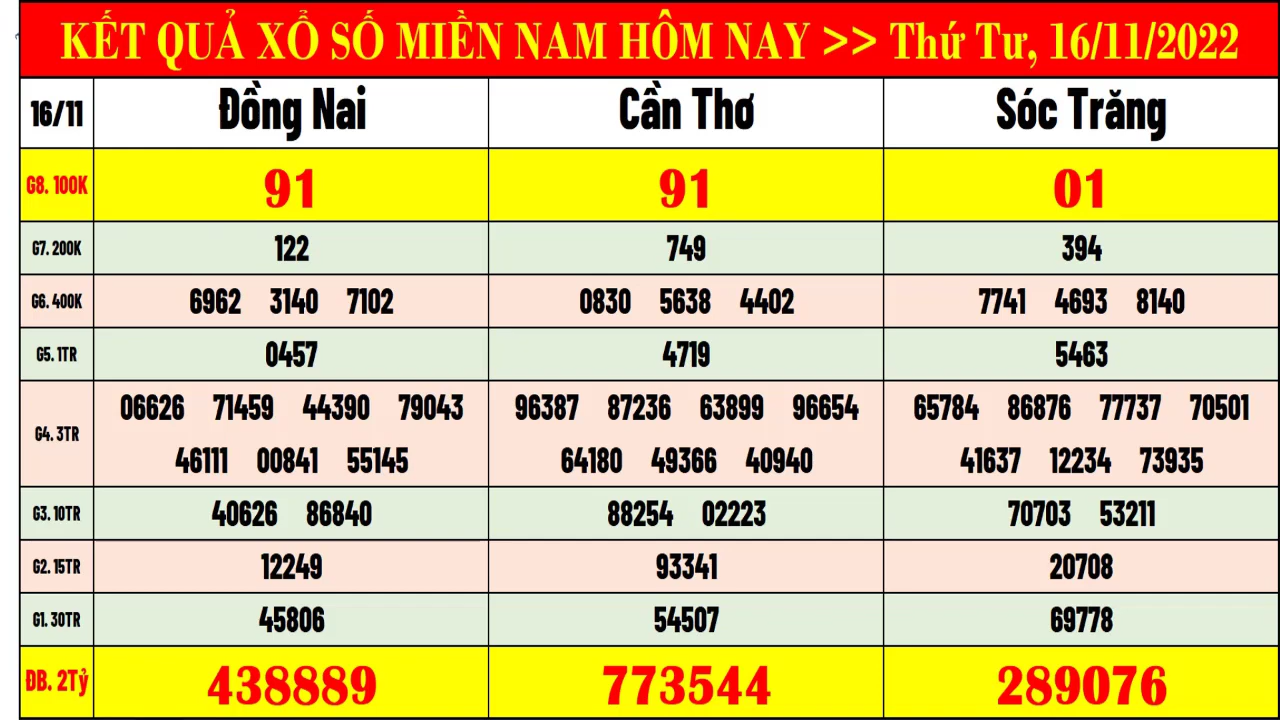 KẾT QUẢ XỔ SỐ MIỀN NAM HÔM NAY >> Thứ Tư, 16/11/2022
16/11 Đồng Nai Cần Thơ Sóc Trăng
G8. 100K 91 91 01
G7. 200K 122 749 394
G6. 400K 6962 3140 7102 0830 5638 4402 7741 4693 8140
G5. 1TR 0457 4719 5463
G4. 3TR 06626 71459 44390 79043 96387 87236 63899 96654 65784 86876 77737 70501
46111 00841 55145 64180 49366 40940 41637 12234 73935
G3. 10TR 40626 86840 88254 02223 70703 53211
G2. 15TR 12249 93341 20708
G1. 30TR 45806 54507 69778
ĐB. 2Tỷ 438889 773544 289076